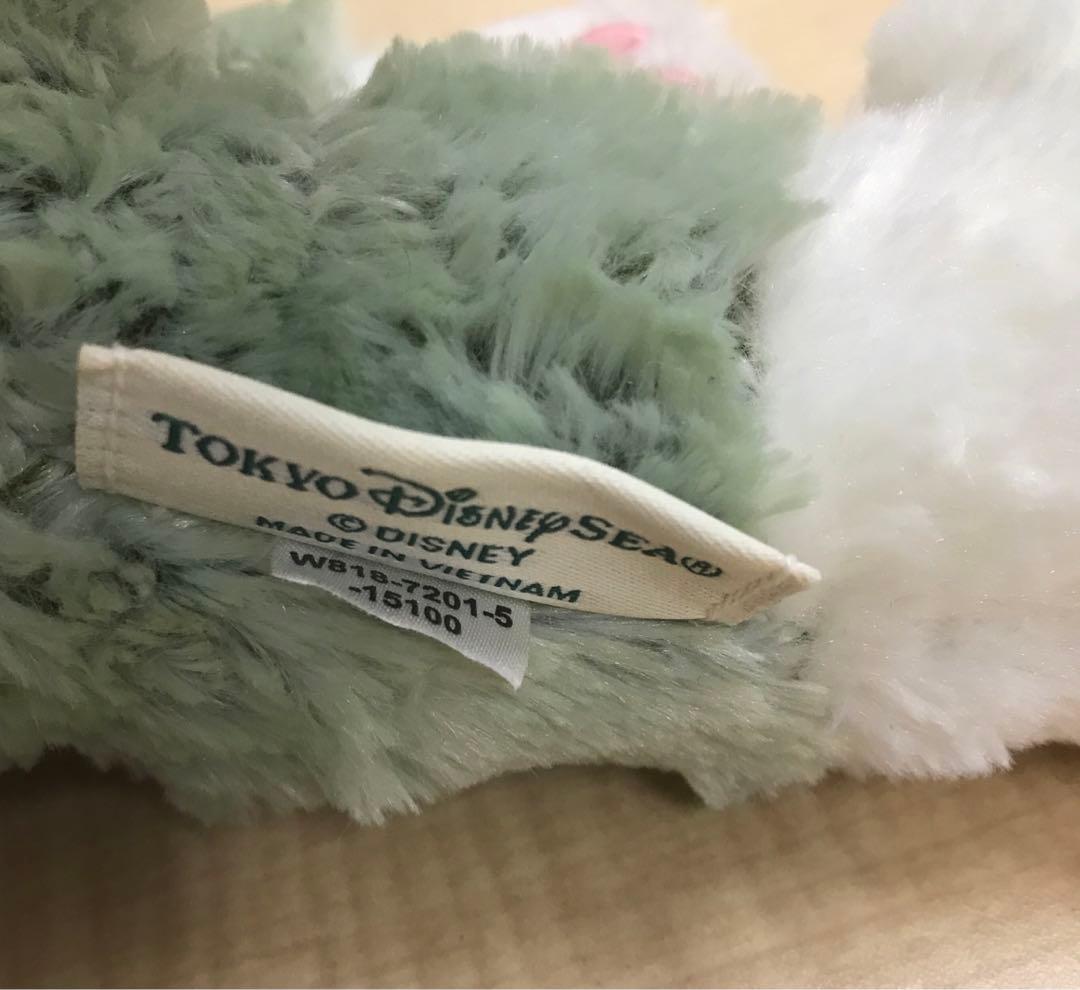 TOKYO DISNEYSEA®
© DISNEY
MADE IN VIETNAM
W818-7201-5
-15100